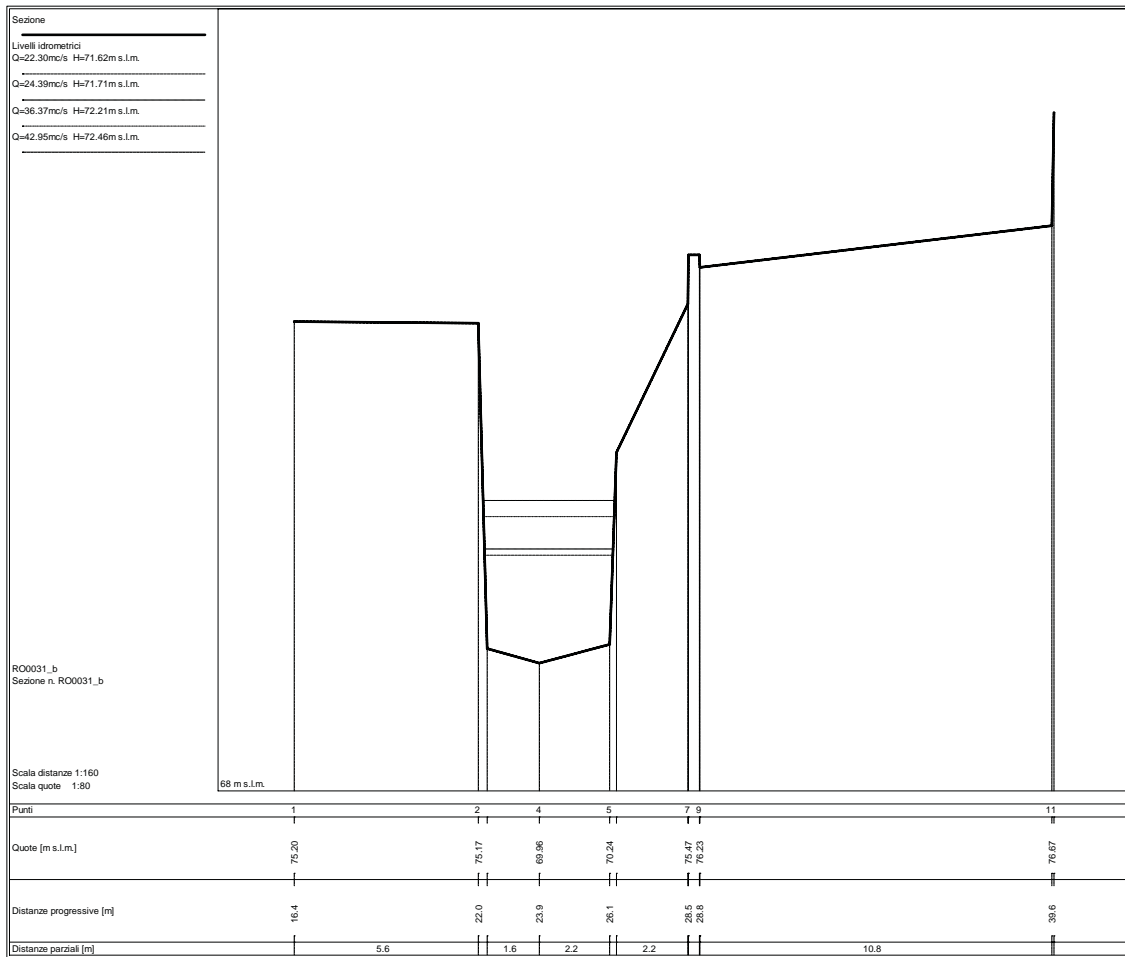 Sezione
Livelli idrometrici
Q=22.30mc/s H=71.62m s.l.m.
Q=24.39mc/s H=71.71m s.l.m.
Q=36.37mc/s H=72.21m s.l.m.
Q=42.95mc/s H=72.46m s.l.m.
RO0031_b
Sezione n. RO0031_b
Scala distanze 1:160
Scala quote 1:80
68 m s.l.m.
Punti 1 2 4 5 7 9 11
Quote [m s.l.m.] 75.20 75.17 69.96 70.24 75.47 76.23 76.67
Distanze progressive [m] 16.4 22.0 23.9 26.1 28.5 28.8 39.6
Distanze parziali [m] 5.6 1.6 2.2 2.2 10.8